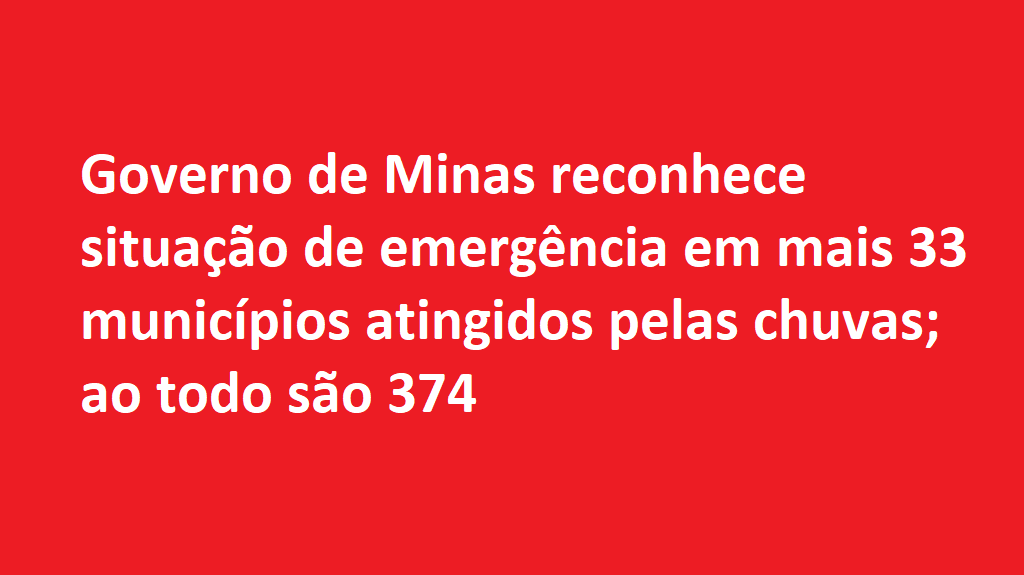 Governo de Minas reconhece
situação de emergência em mais 33
municípios atingidos pelas chuvas;
ao todo são 374